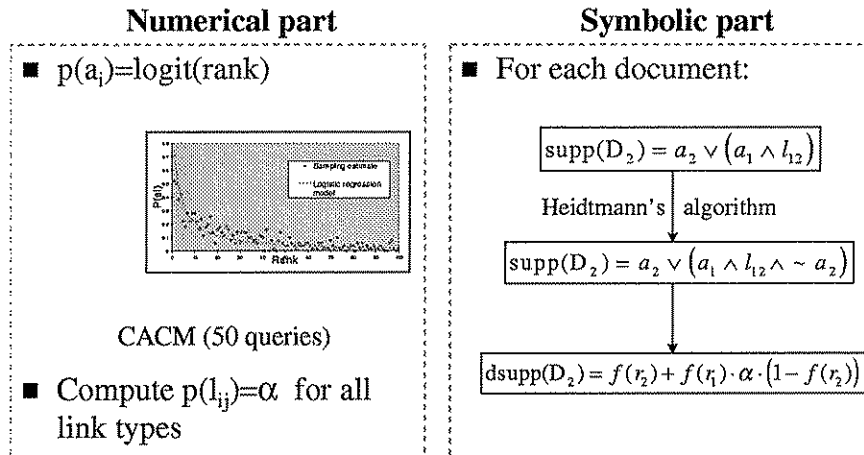 Numerical part
■ p(a_i)=logit(rank)
P(a|)
Sampling estimate
Logistic regression
model
Rank
CACM (50 queries)
■ Compute p(l_ij)=α for all
link types
Symbolic part
■ For each document:
supp(D_2) = a_2 ∨ (a_1 ∧ l_12)
Heidtmann's algorithm
supp(D_2) = a_2 ∨ (a_1 ∧ l_12 ∧ ~ a_2)
dsupp(D_2) = f(r_2) + f(r_1) · α · (1 − f(r_2))